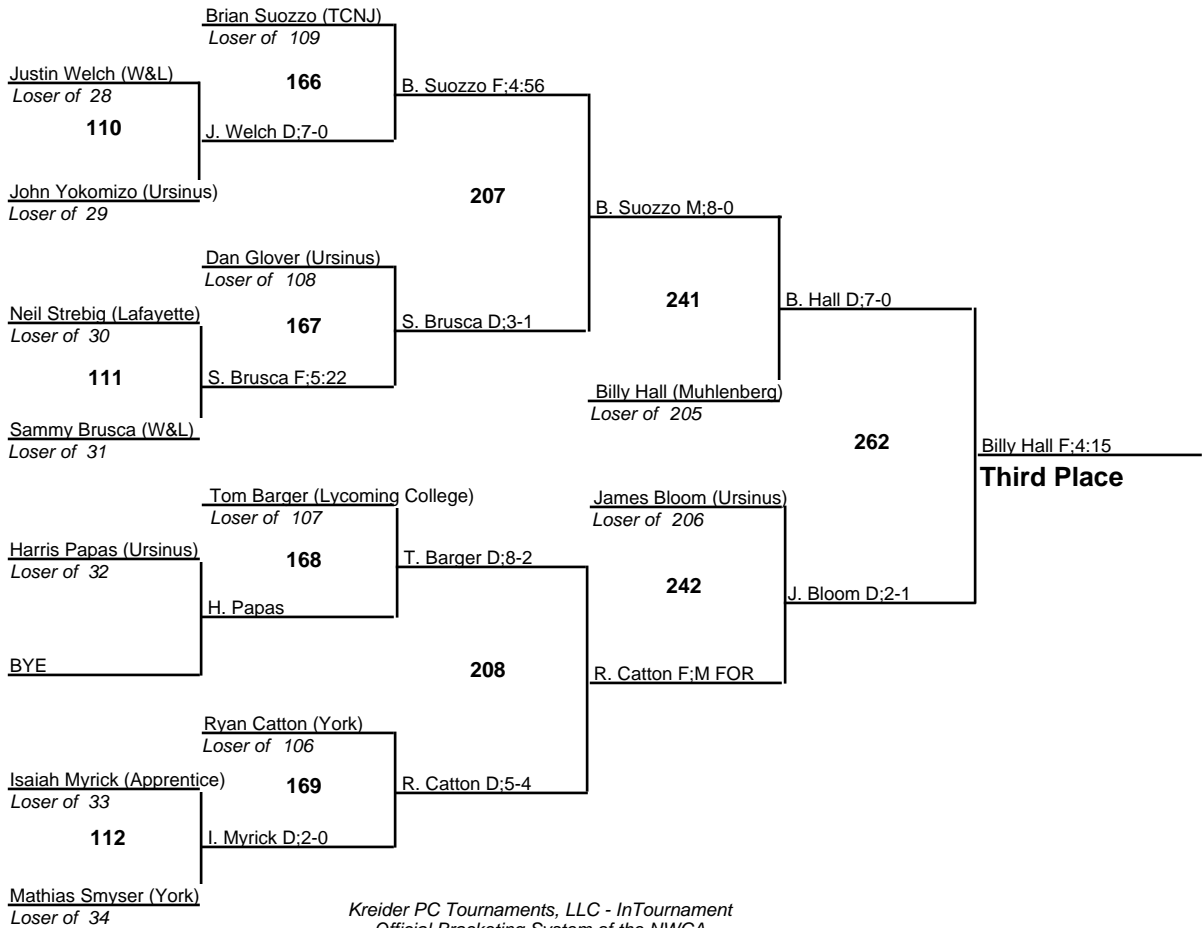 Brian Suozzo (TCNJ)
Loser of 109
Justin Welch (W&L)
Loser of 28
166
B. Suozzo F;4:56
110
J. Welch D;7-0
John Yokomizo (Ursinus)
Loser of 29
207
B. Suozzo M;8-0
Dan Glover (Ursinus)
Loser of 108
Neil Strebig (Lafayette)
Loser of 30
167
S. Brusca D;3-1
241
B. Hall D;7-0
111
S. Brusca F;5:22
Billy Hall (Muhlenberg)
Loser of 205
Sammy Brusca (W&L)
Loser of 31
262
Billy Hall F;4:15
Third Place
Tom Barger (Lycoming College)
Loser of 107
James Bloom (Ursinus)
Loser of 206
Harris Papas (Ursinus)
Loser of 32
168
T. Barger D;8-2
242
J. Bloom D;2-1
H. Papas
BYE
208
R. Catton F;M FOR
Ryan Catton (York)
Loser of 106
Isaiah Myrick (Apprentice)
Loser of 33
169
R. Catton D;5-4
112
I. Myrick D;2-0
Mathias Smyser (York)
Loser of 34
Kreider PC Tournaments, LLC - InTournament
Official Bracketing System of the NWCA